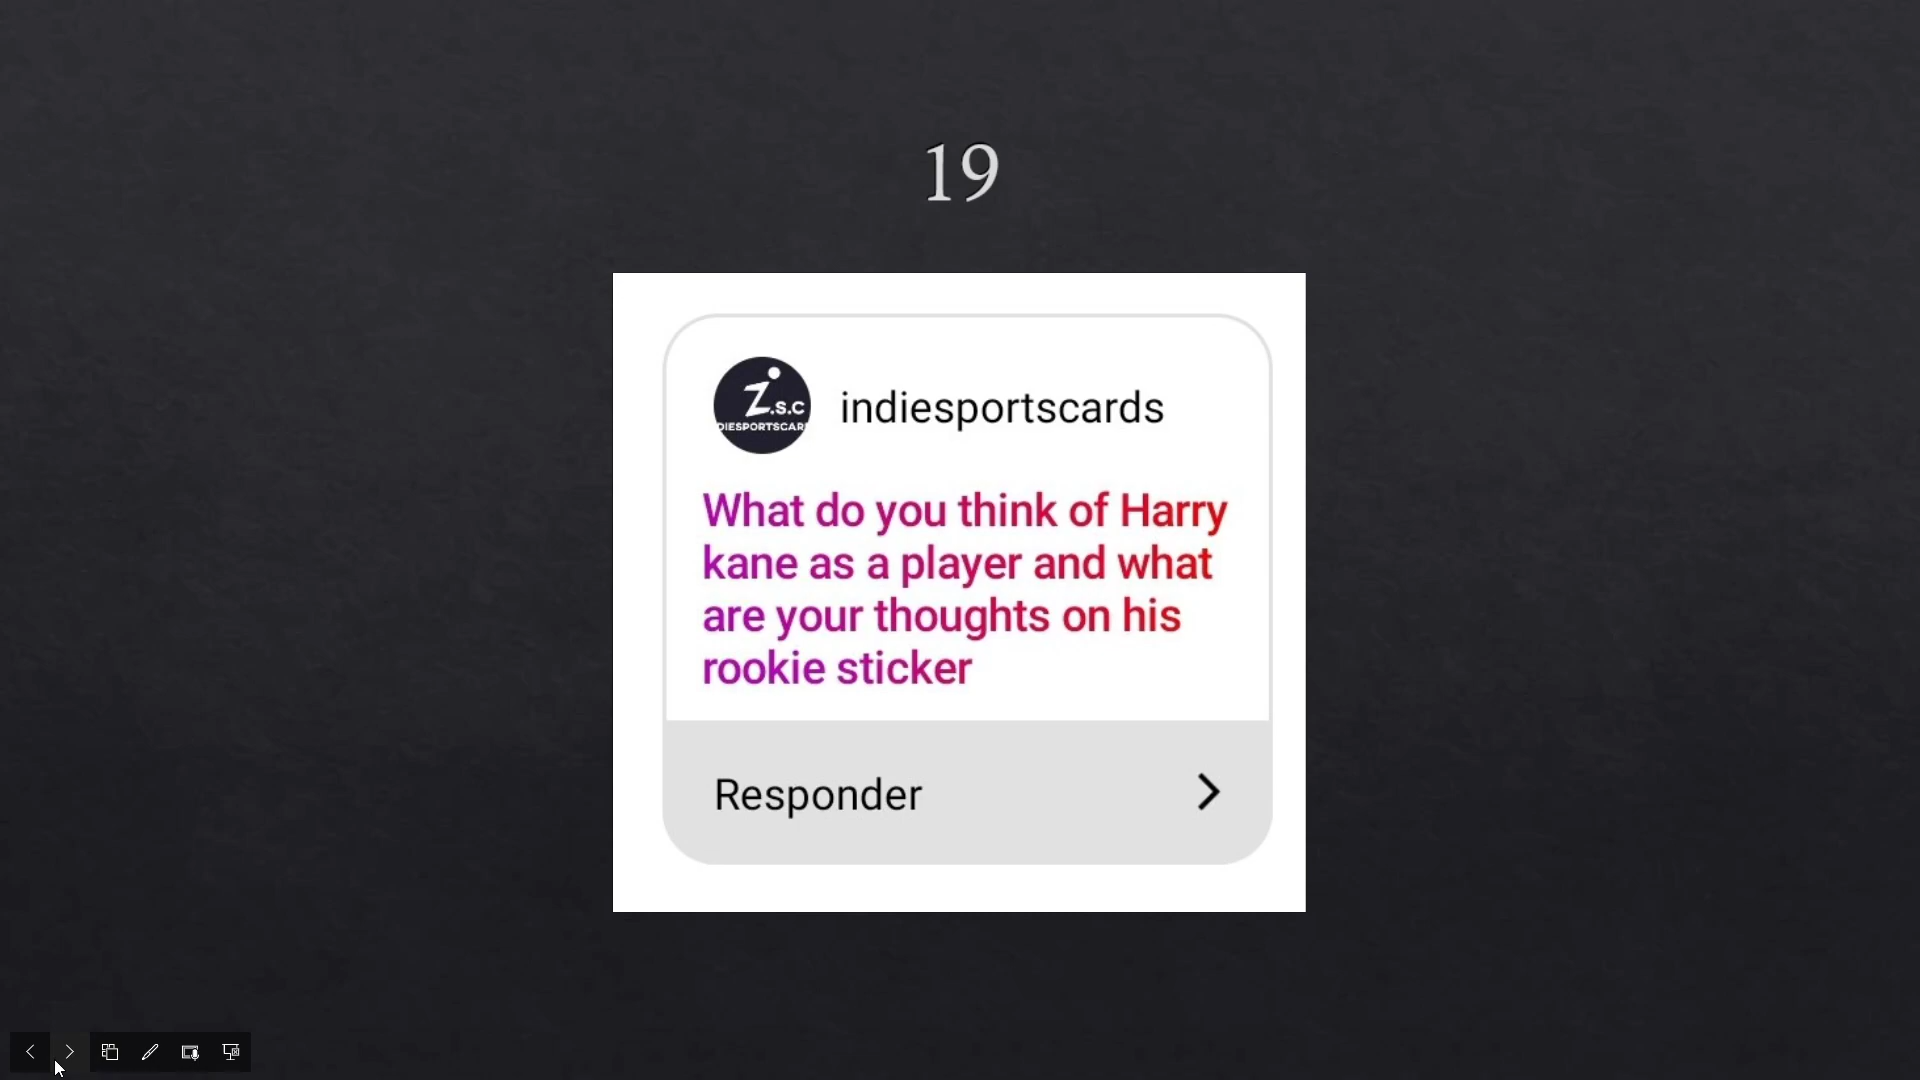 19
Z.S.C
DIESPORTSCAR
indiesportscards
What do you think of Harry
kane as a player and what
are your thoughts on his
rookie sticker
Responder